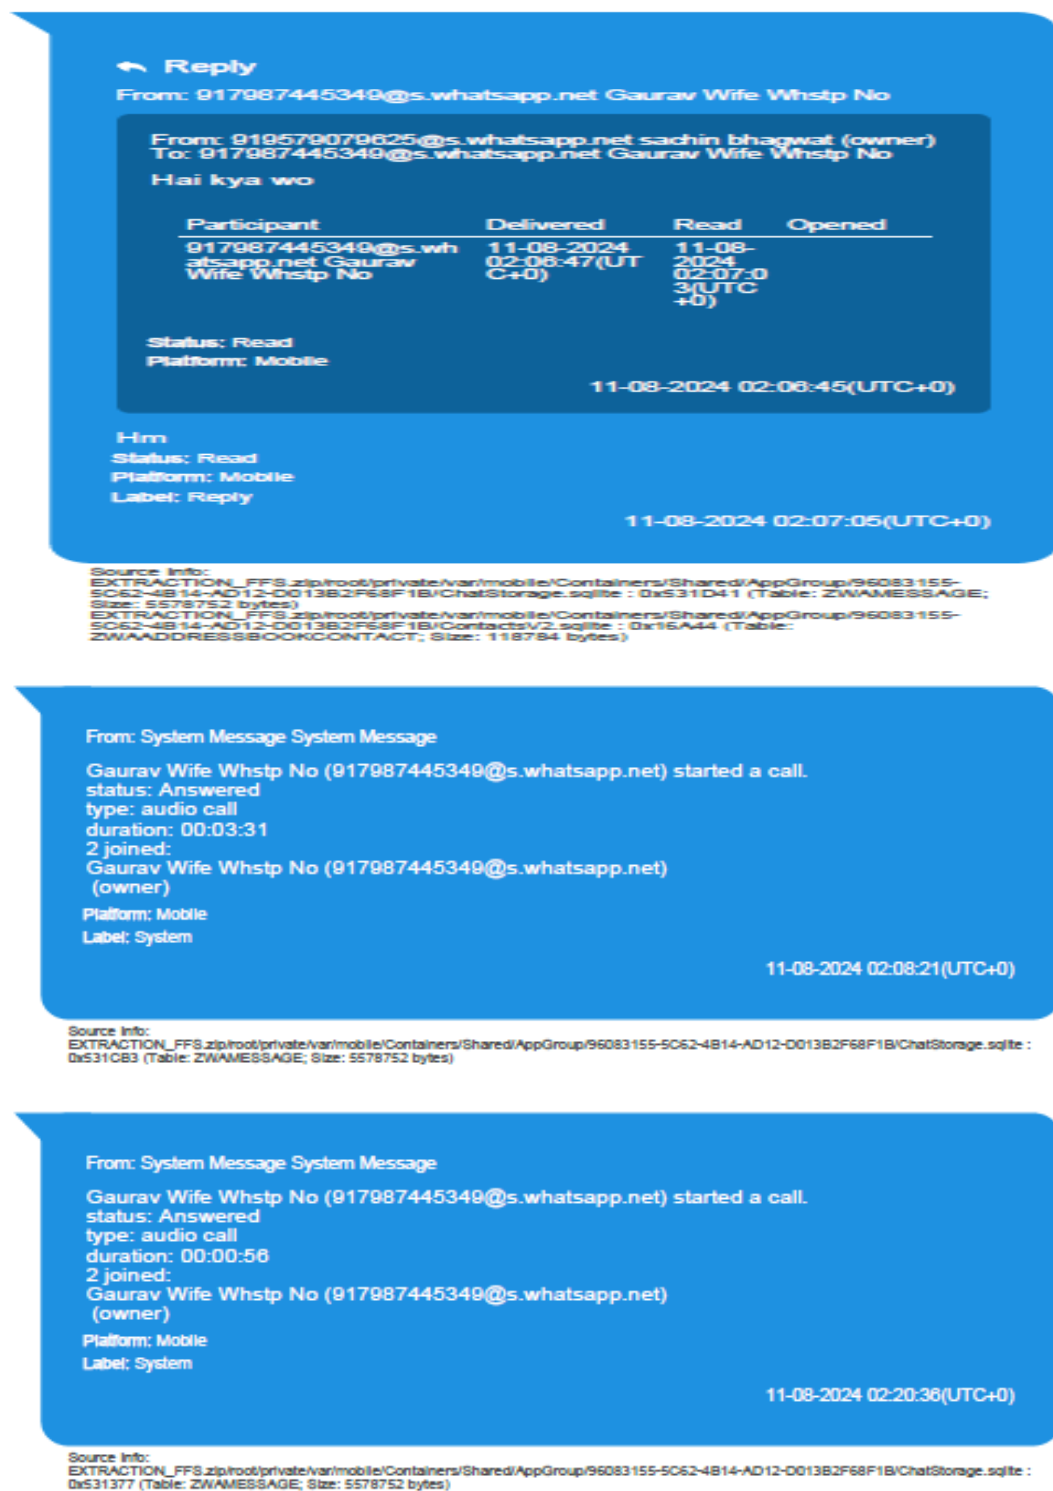 Reply
From: 917987445349@s.whatsapp.net Gaurav Wife Whstp No
From: 919579079625@s.whatsapp.net sachin bhagwat (owner)
To: 917987445349@s.whatsapp.net Gaurav Wife Whstp No
Hai kya wo
Participant Delivered Read Opened
917987445349@s.wh 11-08-2024 11-08-
atsapp.net Gaurav 02:06:47(UT 2024
Wife Whstp No C+0) 02:07:0
3(UTC
+0)
Status: Read
Platform: Mobile
11-08-2024 02:06:45(UTC+0)
Hm
Status: Read
Platform: Mobile
Label: Reply
11-08-2024 02:07:05(UTC+0)
Source Info:
EXTRACTION_FFS.zip/root/private/var/mobile/Containers/Shared/AppGroup/96083155-
5C62-4B14-AD12-D013B2F68F1B/ChatStorage.sqlite : 0x531D41 (Table: ZWAMESSAGE;
Size: 5578752 bytes)
EXTRACTION_FFS.zip/root/private/var/mobile/Containers/Shared/AppGroup/96083155-
5C62-4B14-AD12-D013B2F68F1B/ContactsV2.sqlite : 0x16A44 (Table:
ZWAADDRESSBOOKCONTACT; Size: 118784 bytes)
From: System Message System Message
Gaurav Wife Whstp No (917987445349@s.whatsapp.net) started a call.
status: Answered
type: audio call
duration: 00:03:31
2 joined:
Gaurav Wife Whstp No (917987445349@s.whatsapp.net)
(owner)
Platform: Mobile
Label: System
11-08-2024 02:08:21(UTC+0)
Source Info:
EXTRACTION_FFS.zip/root/private/var/mobile/Containers/Shared/AppGroup/96083155-5C62-4B14-AD12-D013B2F68F1B/ChatStorage.sqlite :
0x531CB3 (Table: ZWAMESSAGE; Size: 5578752 bytes)
From: System Message System Message
Gaurav Wife Whstp No (917987445349@s.whatsapp.net) started a call.
status: Answered
type: audio call
duration: 00:00:56
2 joined:
Gaurav Wife Whstp No (917987445349@s.whatsapp.net)
(owner)
Platform: Mobile
Label: System
11-08-2024 02:20:36(UTC+0)
Source Info:
EXTRACTION_FFS.zip/root/private/var/mobile/Containers/Shared/AppGroup/96083155-5C62-4B14-AD12-D013B2F68F1B/ChatStorage.sqlite :
0x531377 (Table: ZWAMESSAGE; Size: 5578752 bytes)